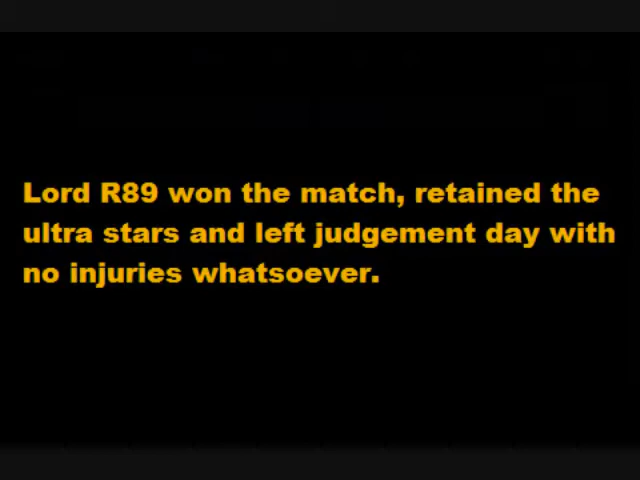 Lord R89 won the match, retained the
ultra stars and left judgement day with
no injuries whatsoever.